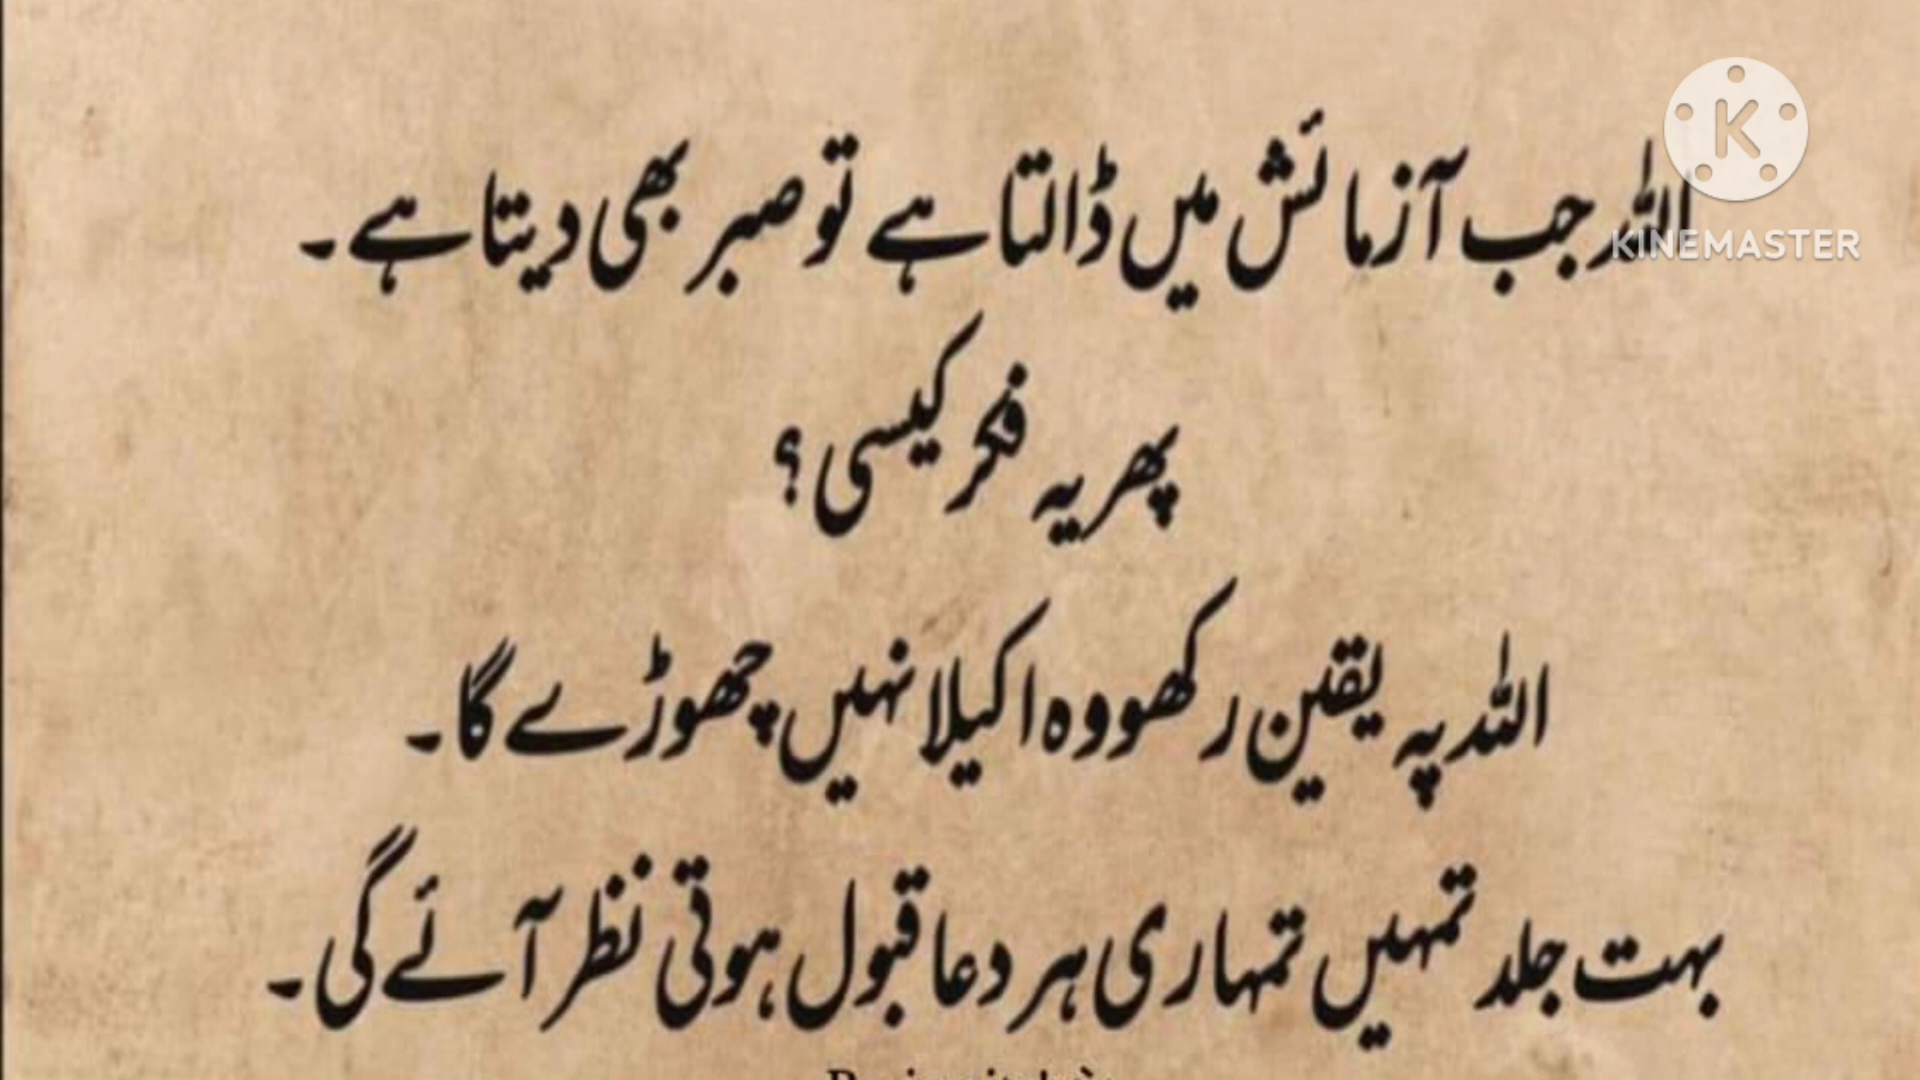 اللہ جب آزمائش میں ڈالتا ہے تو صبر بھی دیتا ہے۔
پھر یہ فکر کیسی؟
اللہ پہ یقین رکھو وہ اکیلا نہیں چھوڑے گا۔
بہت جلد تمہیں تمہاری ہر دعا قبول ہوتی نظر آئے گی۔
K
KINEMASTER